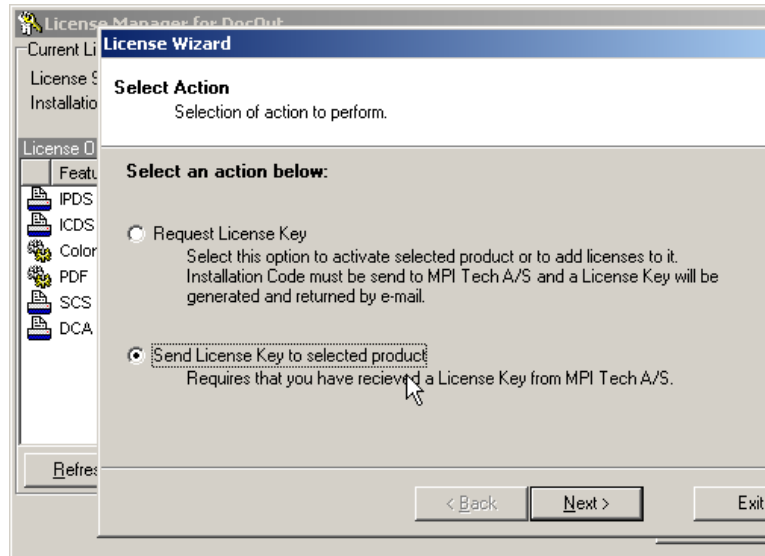 License Manager for DocOut
License Wizard
Current Li
License S
Installatio
Select Action
Selection of action to perform.
License O
Featu
IPDS
ICDS
Color
PDF
SCS
DCA
Select an action below:
Request License Key
Select this option to activate selected product or to add licenses to it.
Installation Code must be send to MPI Tech A/S and a License Key will be
generated and returned by e-mail.
Send License Key to selected product
Requires that you have recieved a License Key from MPI Tech A/S.
Refres
< Back
Next >
Exit